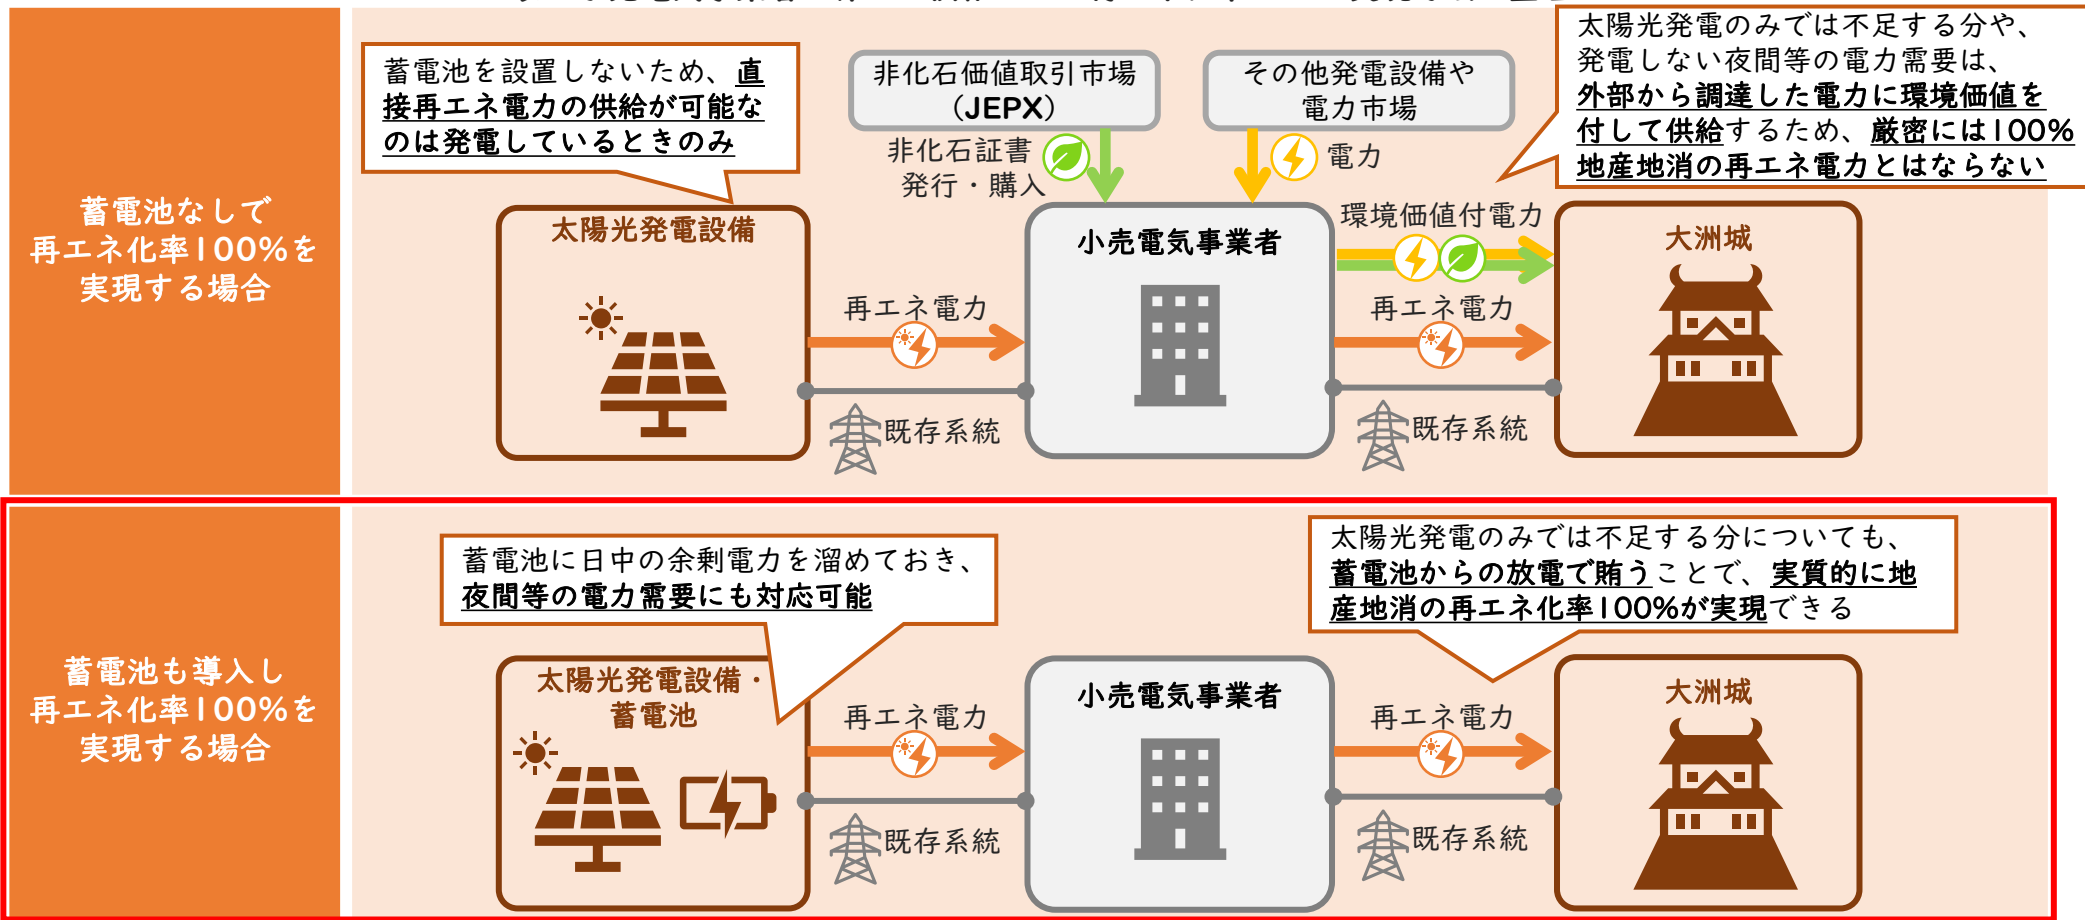 蓄電池なしで
再エネ化率100%を
実現する場合
蓄電池を設置しないため、直
接再エネ電力の供給が可能な
のは発電しているときのみ
非化石価値取引市場
（JEPX）
その他発電設備や
電力市場
太陽光発電のみでは不足する分や、
発電しない夜間等の電力需要は、
外部から調達した電力に環境価値を
付して供給するため、厳密には100%
地産地消の再エネ電力とはならない
非化石証書
発行・購入
電力
太陽光発電設備
再エネ電力
既存系統
小売電気事業者
環境価値付電力
再エネ電力
既存系統
大洲城
蓄電池も導入し
再エネ化率100%を
実現する場合
蓄電池に日中の余剰電力を溜めておき、
夜間等の電力需要にも対応可能
太陽光発電のみでは不足する分についても、
蓄電池からの放電で賄うことで、実質的に地
産地消の再エネ化率100%が実現できる
太陽光発電設備・
蓄電池
再エネ電力
既存系統
小売電気事業者
再エネ電力
既存系統
大洲城